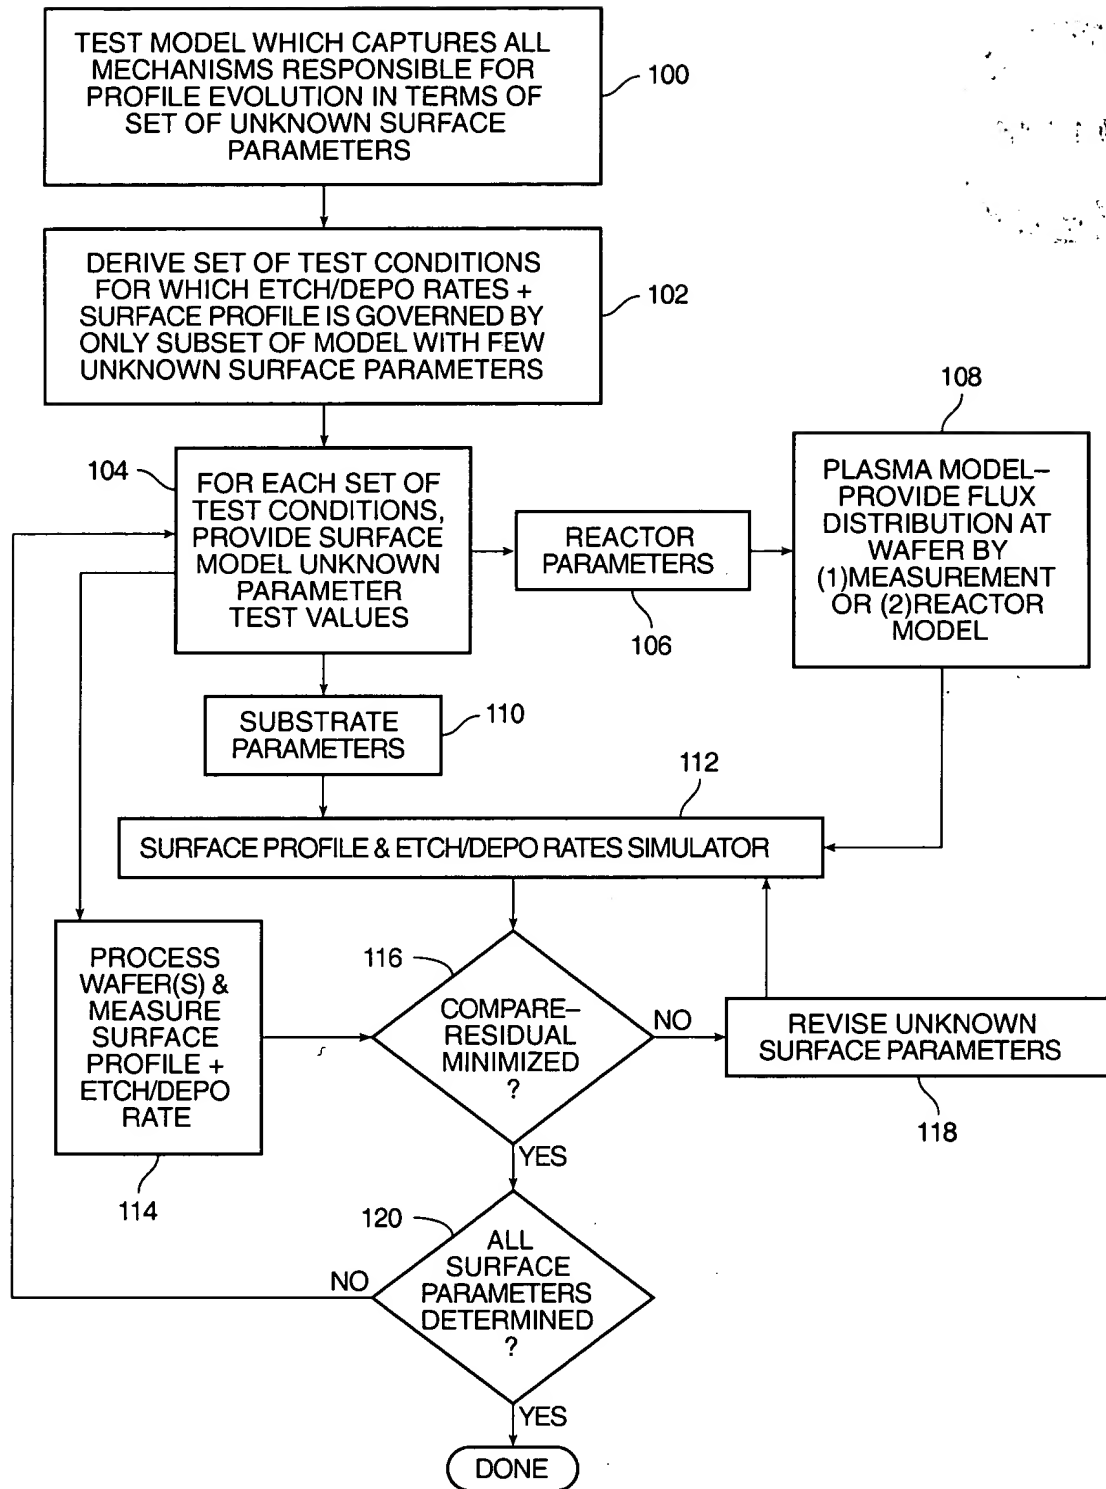 TEST MODEL WHICH CAPTURES ALL
MECHANISMS RESPONSIBLE FOR
PROFILE EVOLUTION IN TERMS OF
SET OF UNKNOWN SURFACE
PARAMETERS
100
DERIVE SET OF TEST CONDITIONS
FOR WHICH ETCH/DEPO RATES +
SURFACE PROFILE IS GOVERNED BY
ONLY SUBSET OF MODEL WITH FEW
UNKNOWN SURFACE PARAMETERS
102
104
FOR EACH SET OF
TEST CONDITIONS,
PROVIDE SURFACE
MODEL UNKNOWN
PARAMETER
TEST VALUES
REACTOR
PARAMETERS
106
108
PLASMA MODEL–
PROVIDE FLUX
DISTRIBUTION AT
WAFER BY
(1)MEASUREMENT
OR (2)REACTOR
MODEL
SUBSTRATE
PARAMETERS
110
112
SURFACE PROFILE & ETCH/DEPO RATES SIMULATOR
PROCESS
WAFER(S) &
MEASURE
SURFACE
PROFILE +
ETCH/DEPO
RATE
114
116
COMPARE–
RESIDUAL
MINIMIZED
?
NO
REVISE UNKNOWN
SURFACE PARAMETERS
118
YES
120
ALL
SURFACE
PARAMETERS
DETERMINED
?
NO
YES
DONE